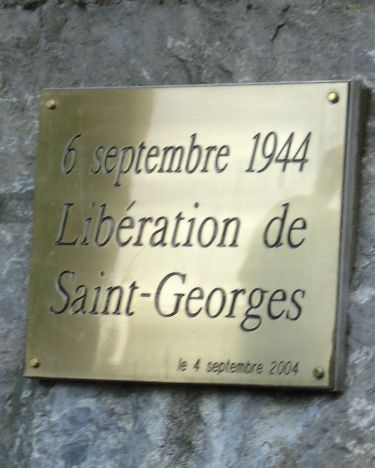 6 septembre 1944
Libération de
Saint-Georges
le 4 septembre 2004